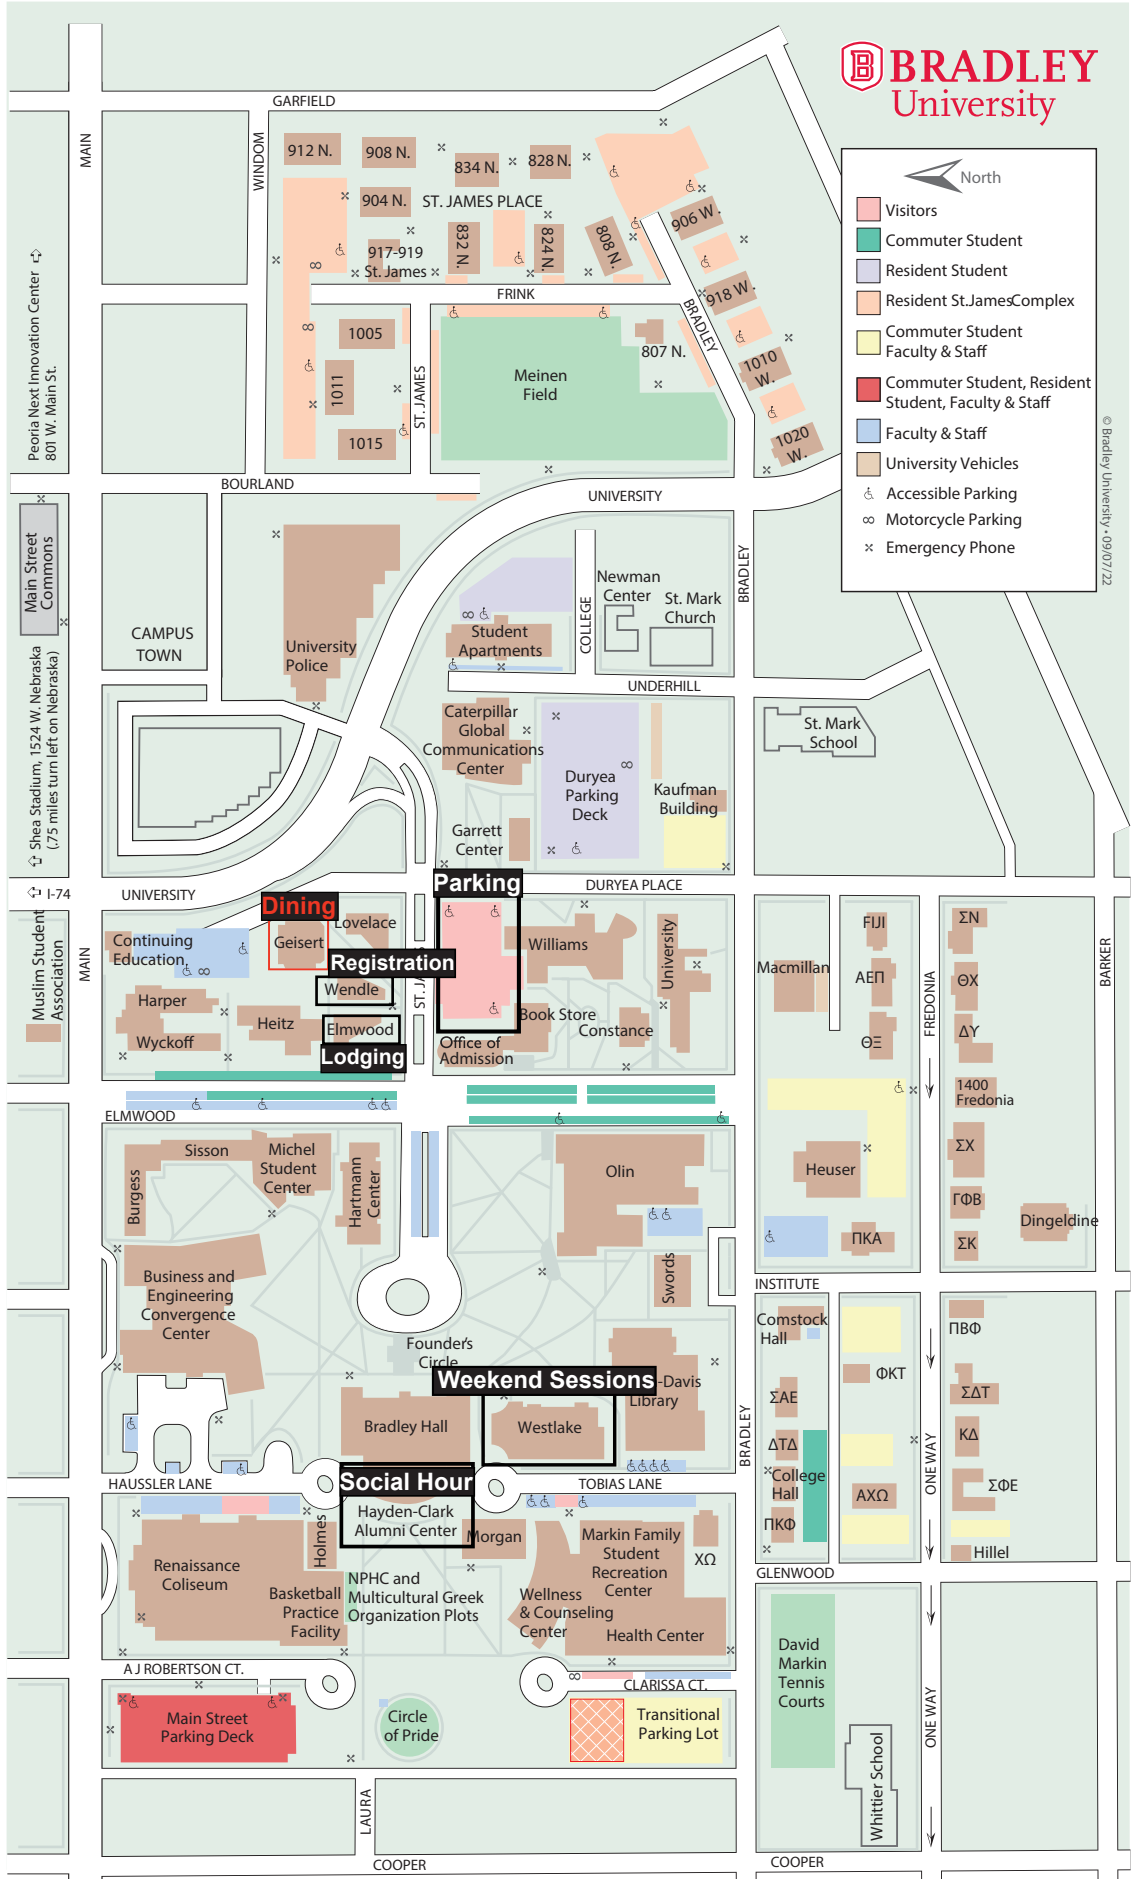 BRADLEY
University
North
Visitors
Commuter Student
Resident Student
Resident St.JamesComplex
Commuter Student
Faculty & Staff
Commuter Student, Resident
Student, Faculty & Staff
Faculty & Staff
University Vehicles
Accessible Parking
Motorcycle Parking
Emergency Phone
© Bradley University • 09/07/22
GARFIELD
MAIN
WINDOM
912 N.
908 N.
834 N.
828 N.
904 N.
ST. JAMES PLACE
917-919
St. James
832 N.
824 N.
808 N.
906 W.
918 W.
1010
W.
1020
W.
FRINK
BRADLEY
1005
1011
1015
ST. JAMES
807 N.
Meinen
Field
Peoria Next Innovation Center
801 W. Main St.
BOURLAND
UNIVERSITY
Main Street
Commons
CAMPUS
TOWN
University
Police
Student
Apartments
COLLEGE
Newman
Center
St. Mark
Church
BRADLEY
UNDERHILL
St. Mark
School
Shea Stadium, 1524 W. Nebraska
(.75 miles turn left on Nebraska)
Caterpillar
Global
Communications
Center
Duryea
Parking
Deck
Kaufman
Building
Garrett
Center
I-74
UNIVERSITY
Parking
DURYEA PLACE
Muslim Student
Association
MAIN
Dining
Continuing
Education
Geisert
Lovelace
Registration
Wendle
ST. JA
Williams
University
Harper
Wyckoff
Heitz
Elmwood
Lodging
Office of
Admission
Book Store
Constance
Macmillan
FIJI
ΑΕΠ
ΘΞ
FREDONIA
ΣΝ
ΘΧ
ΔΥ
1400
Fredonia
BARKER
ELMWOOD
Burgess
Sisson
Michel
Student
Center
Hartmann
Center
Olin
Swords
Heuser
ΠΚΑ
ΣΧ
ΓΦΒ
ΣΚ
Dingeldine
Business and
Engineering
Convergence
Center
Founder's
Circle
INSTITUTE
Comstock
Hall
ΠΒΦ
ΦΚΤ
Weekend Sessions
-Davis
Library
Bradley Hall
Westlake
BRADLEY
ΣΑΕ
ΔΤΔ
College
Hall
ΠΚΦ
ΑΧΩ
ONE WAY
ΣΔΤ
ΚΔ
ΣΦΕ
Hillel
HAUSSLER LANE
Social Hour
TOBIAS LANE
Hayden-Clark
Alumni Center
Morgan
Holmes
Renaissance
Coliseum
Basketball
Practice
Facility
NPHC and
Multicultural Greek
Organization Plots
Markin Family
Student
Recreation
Center
ΧΩ
Wellness
& Counseling
Center
Health Center
GLENWOOD
A J ROBERTSON CT.
CLARISSA CT.
Main Street
Parking Deck
Circle
of Pride
Transitional
Parking Lot
David
Markin
Tennis
Courts
ONE WAY
Whittier School
LAURA
COOPER
COOPER